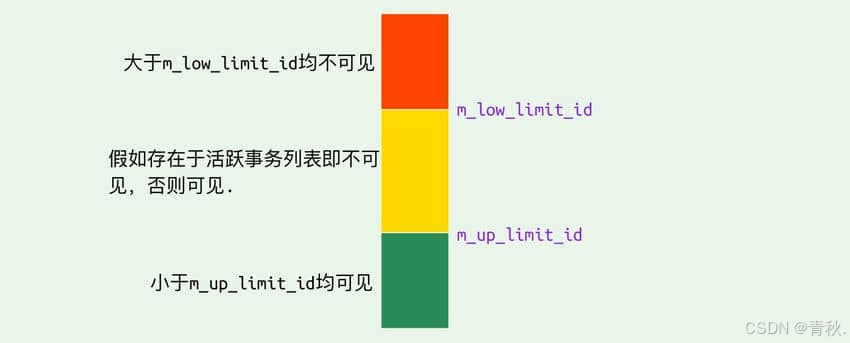 大于m_low_limit_id均不可见
m_low_limit_id
假如存在于活跃事务列表即不可
见，否则可见.
m_up_limit_id
小于m_up_limit_id均可见
CSDN @青秋.